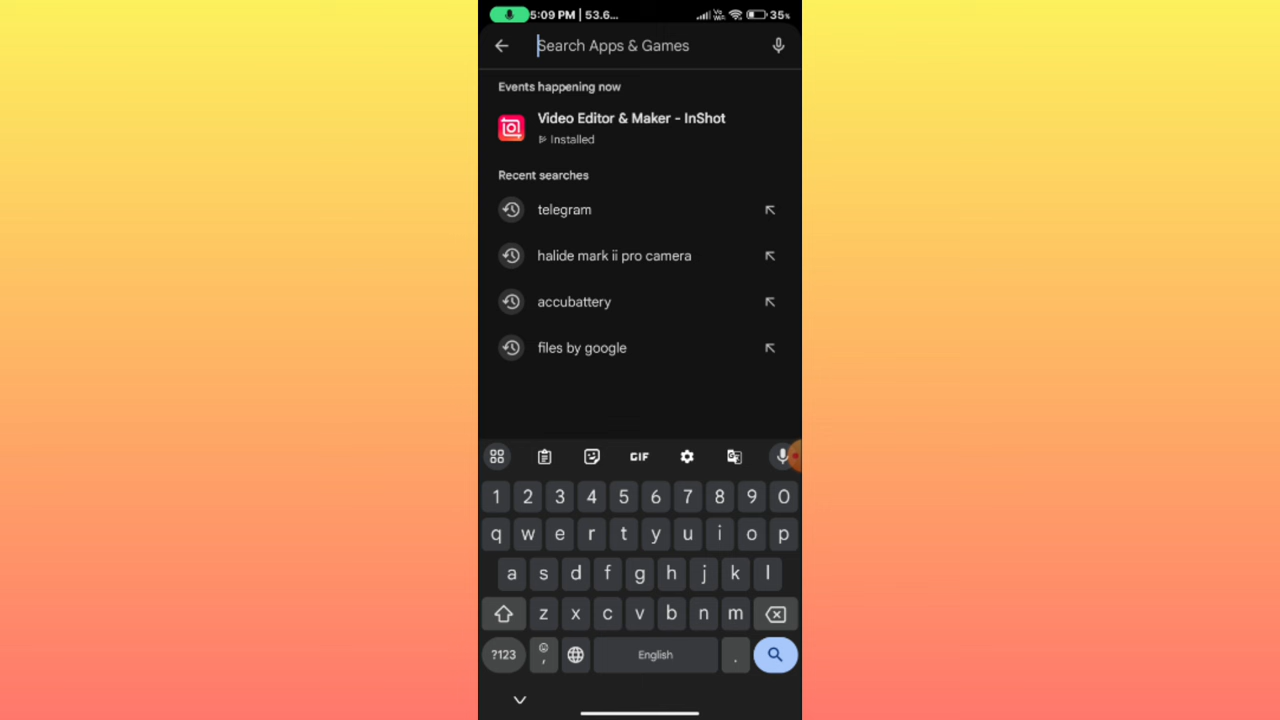 5:09 PM | 53.6... 35%
Search Apps & Games
Events happening now
Video Editor & Maker - InShot
Installed
Recent searches
telegram
halide mark ii pro camera
accubattery
files by google
GIF
1 2 3 4 5 6 7 8 9 0
q w e r t y u i o p
a s d f g h j k l
z x c v b n m
?123 , English .